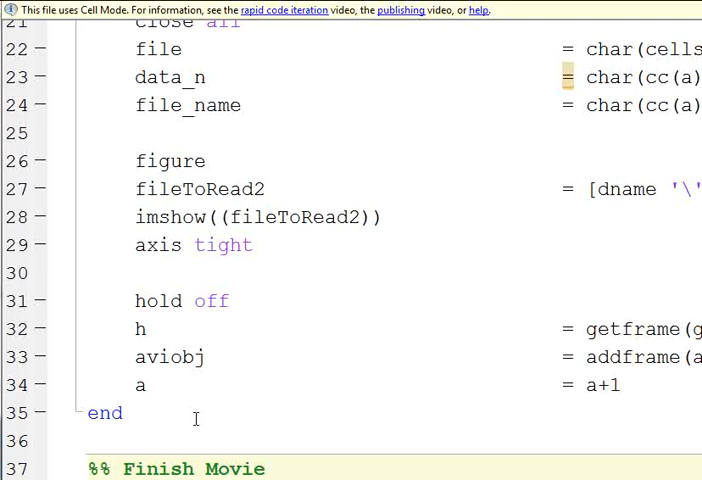 This file uses Cell Mode. For information, see the rapid code iteration video, the publishing video, or help.
21 close all
22 — file = char(cells
23 — data_n = char(cc(a)
24 — file_name = char(cc(a)
25
26 — figure
27 — fileToRead2 = [dname '\'
28 — imshow((fileToRead2))
29 — axis tight
30
31 — hold off
32 — h = getframe(g
33 — aviobj = addframe(a
34 — a = a+1
35 — end
36
37 %% Finish Movie